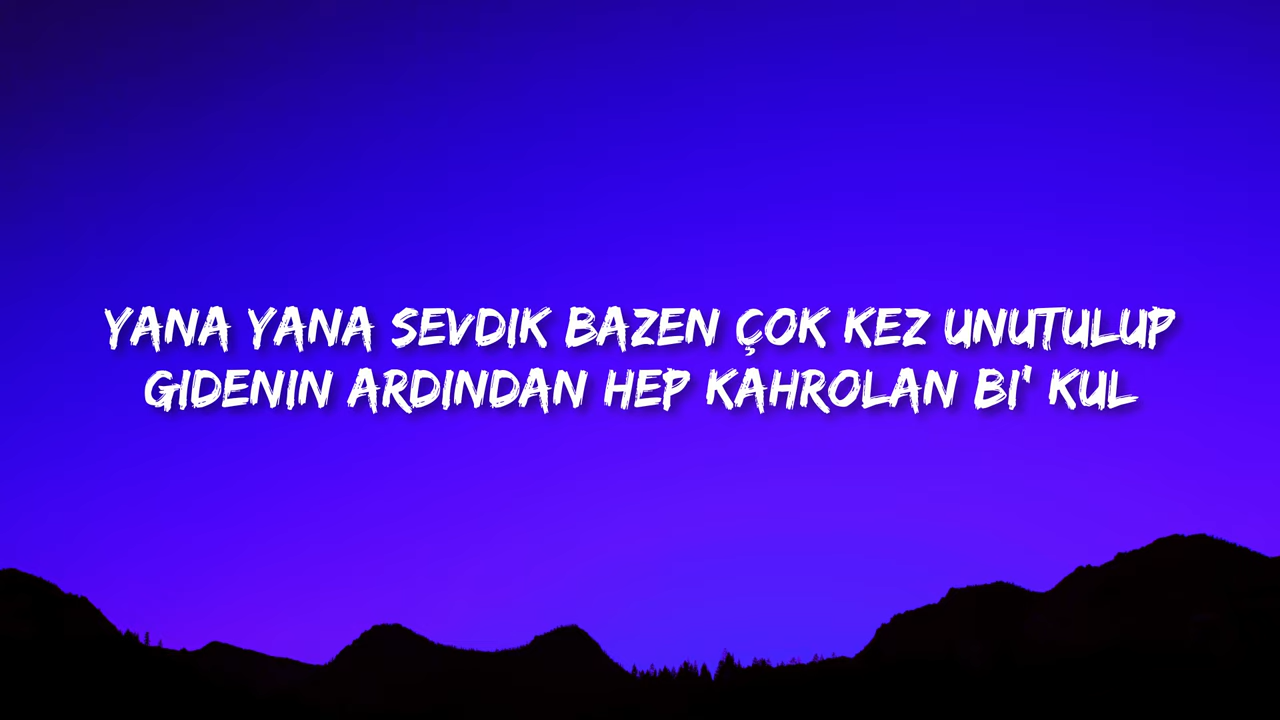 YANA YANA SEVDIK BAZEN ÇOK KEZ UNUTULUP
GIDENIN ARDINDAN HEP KAHROLAN BI' KUL